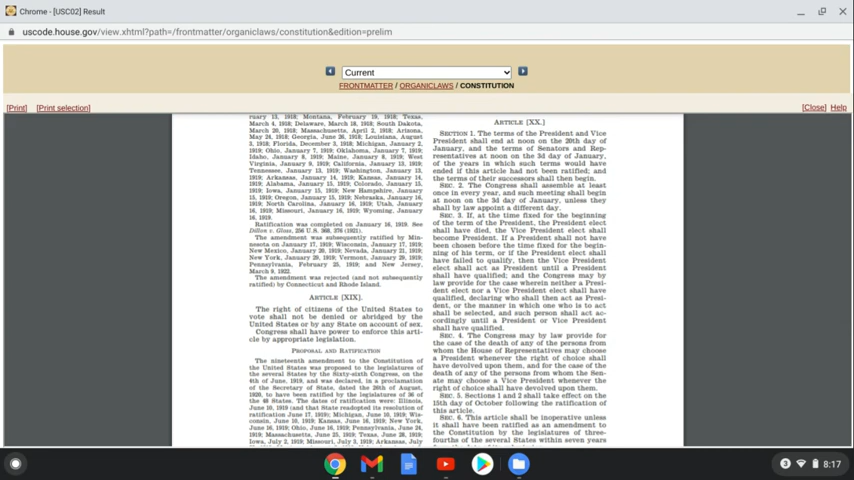 Chrome - [USC02] Result
uscode.house.gov/view.xhtml?path=/frontmatter/organiclaws/constitution&edition=prelim
Current
FRONTMATTER / ORGANICLAWS / CONSTITUTION
[Print] [Print selection] [Close] Help
ruary 13, 1918; Montana, February 19, 1918; Texas,
March 4, 1918; Delaware, March 18, 1918; South Dakota,
March 20, 1918; Massachusetts, April 2, 1918; Arizona,
May 24, 1918; Georgia, June 26, 1918; Louisiana, August
3, 1918; Florida, December 3, 1918; Michigan, January 2,
1919; Ohio, January 7, 1919; Oklahoma, January 7, 1919;
Idaho, January 8, 1919; Maine, January 8, 1919; West
Virginia, January 9, 1919; California, January 13, 1919;
Tennessee, January 13, 1919; Washington, January 13,
1919; Arkansas, January 14, 1919; Kansas, January 14,
1919; Alabama, January 15, 1919; Colorado, January 15,
1919; Iowa, January 15, 1919; New Hampshire, January
15, 1919; Oregon, January 15, 1919; Nebraska, January
16, 1919; North Carolina, January 16, 1919; Utah, January
16, 1919; Missouri, January 16, 1919; Wyoming, January
16, 1919.
Ratification was completed on January 16, 1919. See
Dillon v. Gloss, 256 U.S. 368, 376 (1921).
The amendment was subsequently ratified by Min-
nesota on January 17, 1919; Wisconsin, January 17, 1919;
New Mexico, January 20, 1919; Nevada, January 21, 1919;
New York, January 29, 1919; Vermont, January 29, 1919;
Pennsylvania, February 25, 1919; and New Jersey,
March 9, 1922.
The amendment was rejected (and not subsequently
ratified) by Connecticut and Rhode Island.
ARTICLE [XIX].
The right of citizens of the United States to
vote shall not be denied or abridged by the
United States or by any State on account of sex.
Congress shall have power to enforce this arti-
cle by appropriate legislation.
PROPOSAL AND RATIFICATION
The nineteenth amendment to the Constitution of
the United States was proposed to the legislatures of
the several States by the Sixty-sixth Congress, on the
4th of June, 1919, and was declared, in a proclamation
of the Secretary of State, dated the 26th of August,
1920, to have been ratified by the legislatures of 36 of
the 48 States. The dates of ratification were: Illinois,
June 10, 1919 (and that State readopted its resolution of
ratification June 17, 1919); Michigan, June 10, 1919; Wis-
consin, June 10, 1919; Kansas, June 16, 1919; New York,
June 16, 1919; Ohio, June 16, 1919; Pennsylvania, June 24,
1919; Massachusetts, June 25, 1919; Texas, June 28, 1919;
Iowa, July 2, 1919; Missouri, July 3, 1919; Arkansas, July
ARTICLE [XX.]
SECTION 1. The terms of the President and Vice
President shall end at noon on the 20th day of
January, and the terms of Senators and Rep-
resentatives at noon on the 3d day of January,
of the years in which such terms would have
ended if this article had not been ratified; and
the terms of their successors shall then begin.
SEC. 2. The Congress shall assemble at least
once in every year, and such meeting shall begin
at noon on the 3d day of January, unless they
shall by law appoint a different day.
SEC. 3. If, at the time fixed for the beginning
of the term of the President, the President elect
shall have died, the Vice President elect shall
become President. If a President shall not have
been chosen before the time fixed for the begin-
ning of his term, or if the President elect shall
have failed to qualify, then the Vice President
elect shall act as President until a President
shall have qualified; and the Congress may by
law provide for the case wherein neither a Presi-
dent elect nor a Vice President elect shall have
qualified, declaring who shall then act as Presi-
dent, or the manner in which one who is to act
shall be selected, and such person shall act ac-
cordingly until a President or Vice President
shall have qualified.
SEC. 4. The Congress may by law provide for
the case of the death of any of the persons from
whom the House of Representatives may choose
a President whenever the right of choice shall
have devolved upon them, and for the case of the
death of any of the persons from whom the Sen-
ate may choose a Vice President whenever the
right of choice shall have devolved upon them.
SEC. 5. Sections 1 and 2 shall take effect on the
15th day of October following the ratification of
this article.
SEC. 6. This article shall be inoperative unless
it shall have been ratified as an amendment to
the Constitution by the legislatures of three-
fourths of the several States within seven years
3 8:17